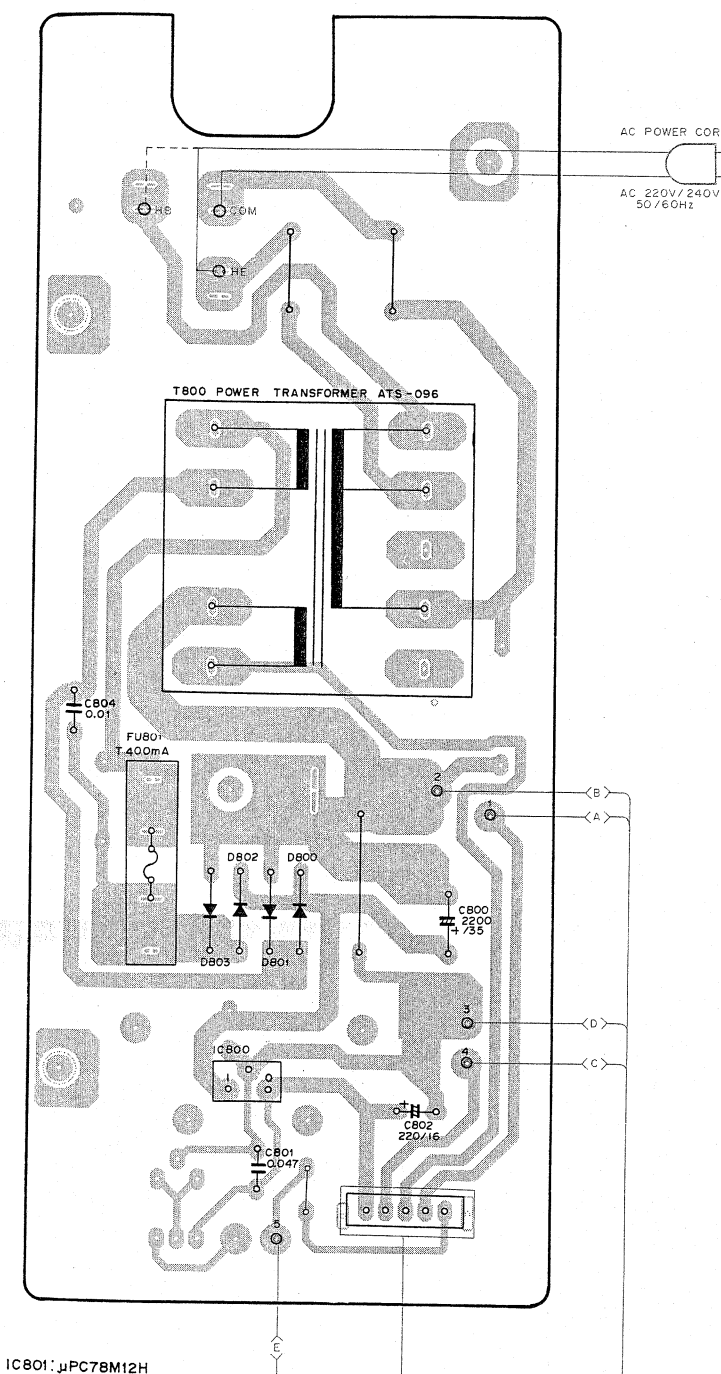 AC POWER COR
AC 220V/240V
50/60Hz
HB
COM
HE
T800 POWER TRANSFORMER ATS-096
C804
0.01
FU801
T400mA
2
B
1
A
D802
D800
C800
2200
+/35
D803
D801
3
D
4
C
IC800
I
O
+
C802
220/16
C801
0.047
5
E
IC801:μPC78M12H